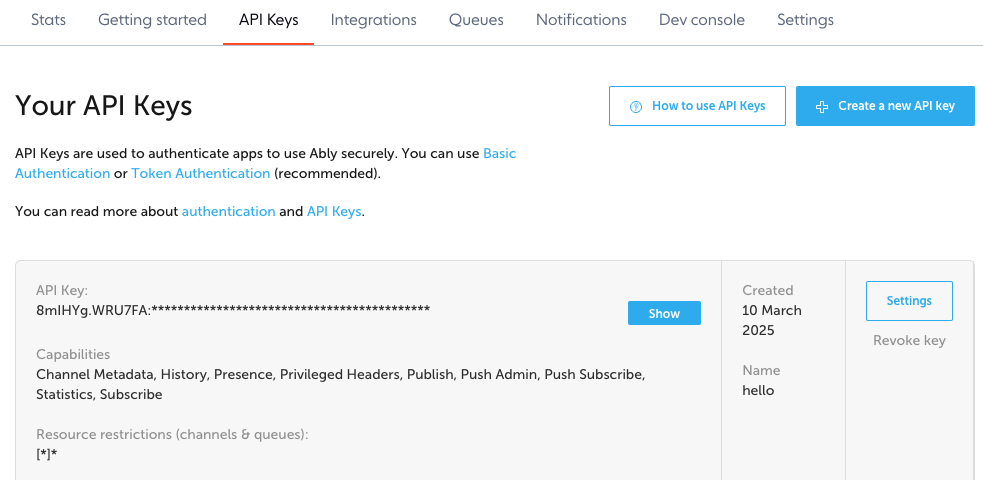 Stats Getting started API Keys Integrations Queues Notifications Dev console Settings
Your API Keys
How to use API Keys
Create a new API key
API Keys are used to authenticate apps to use Ably securely. You can use Basic
Authentication or Token Authentication (recommended).
You can read more about authentication and API Keys.
API Key:
8mIHYg.WRU7FA:*******************************************
Show
Capabilities
Channel Metadata, History, Presence, Privileged Headers, Publish, Push Admin, Push Subscribe,
Statistics, Subscribe
Resource restrictions (channels & queues):
[*]*
Created
10 March
2025
Name
hello
Settings
Revoke key